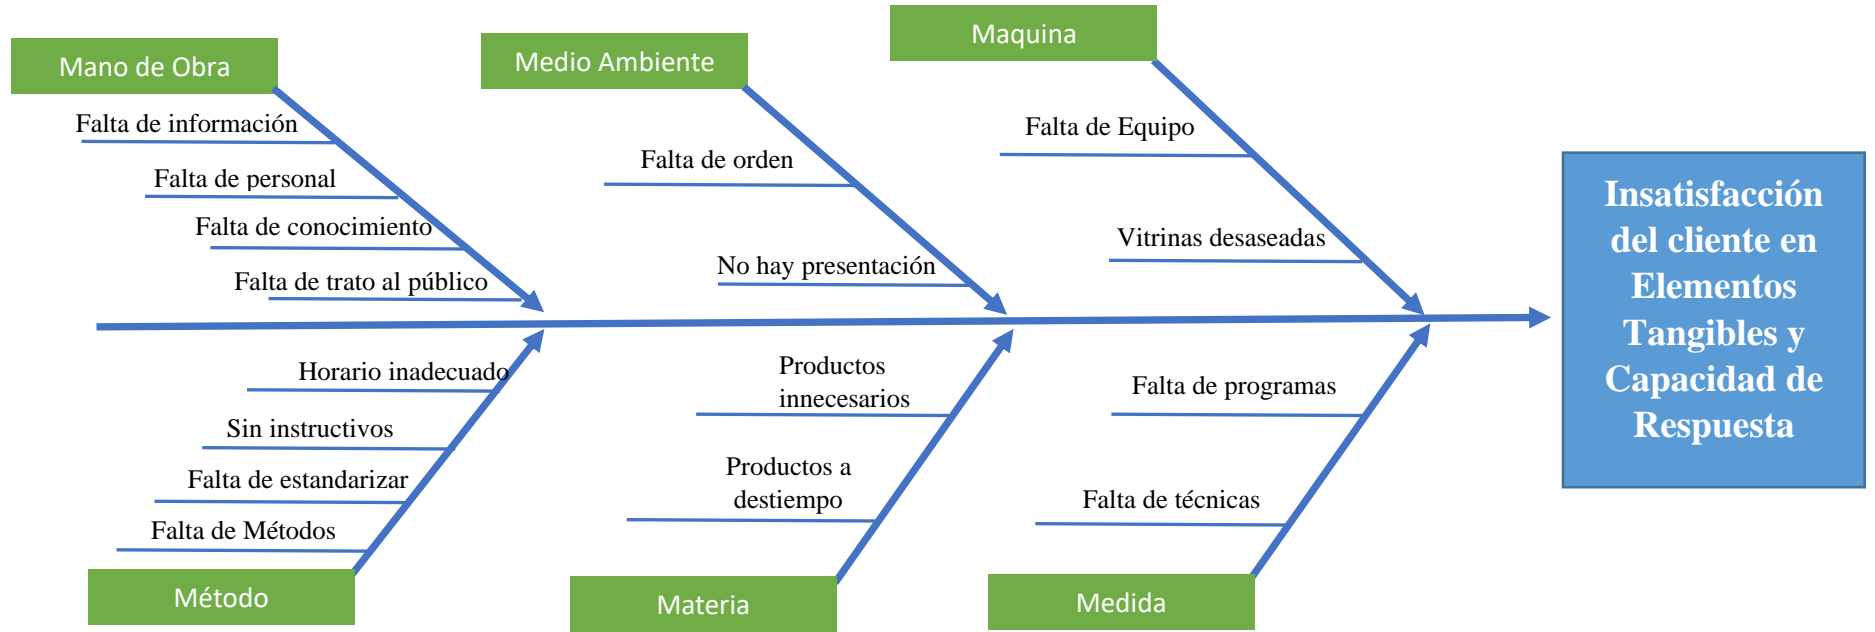 Mano de Obra
Medio Ambiente
Maquina
Falta de información
Falta de personal
Falta de conocimiento
Falta de trato al público
Falta de orden
No hay presentación
Falta de Equipo
Vitrinas desaseadas
Insatisfacción
del cliente en
Elementos
Tangibles y
Capacidad de
Respuesta
Horario inadecuado
Sin instructivos
Falta de estandarizar
Falta de Métodos
Productos
innecesarios
Productos a
destiempo
Falta de programas
Falta de técnicas
Método
Materia
Medida